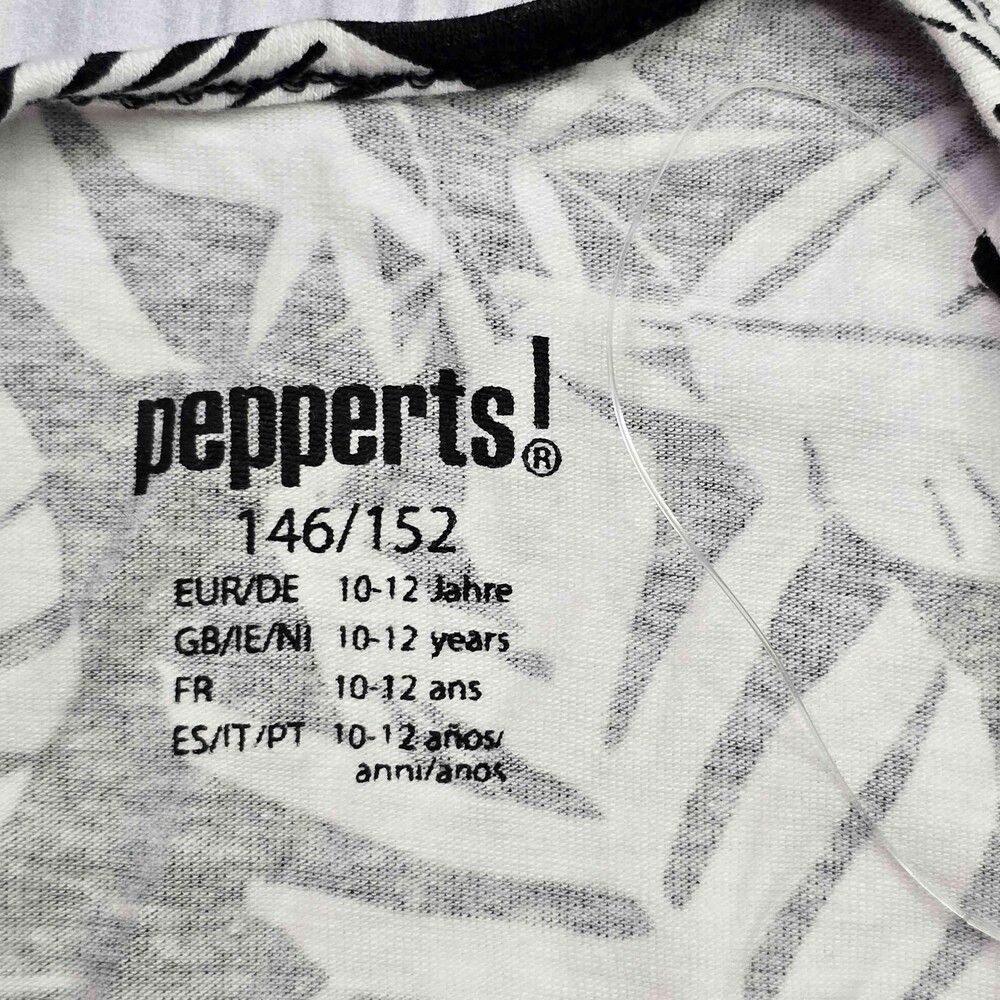 pepperts!®
146/152
EUR/DE 10-12 Jahre
GB/IE/NI 10-12 years
FR 10-12 ans
ES/IT/PT 10-12 años/
anni/anos